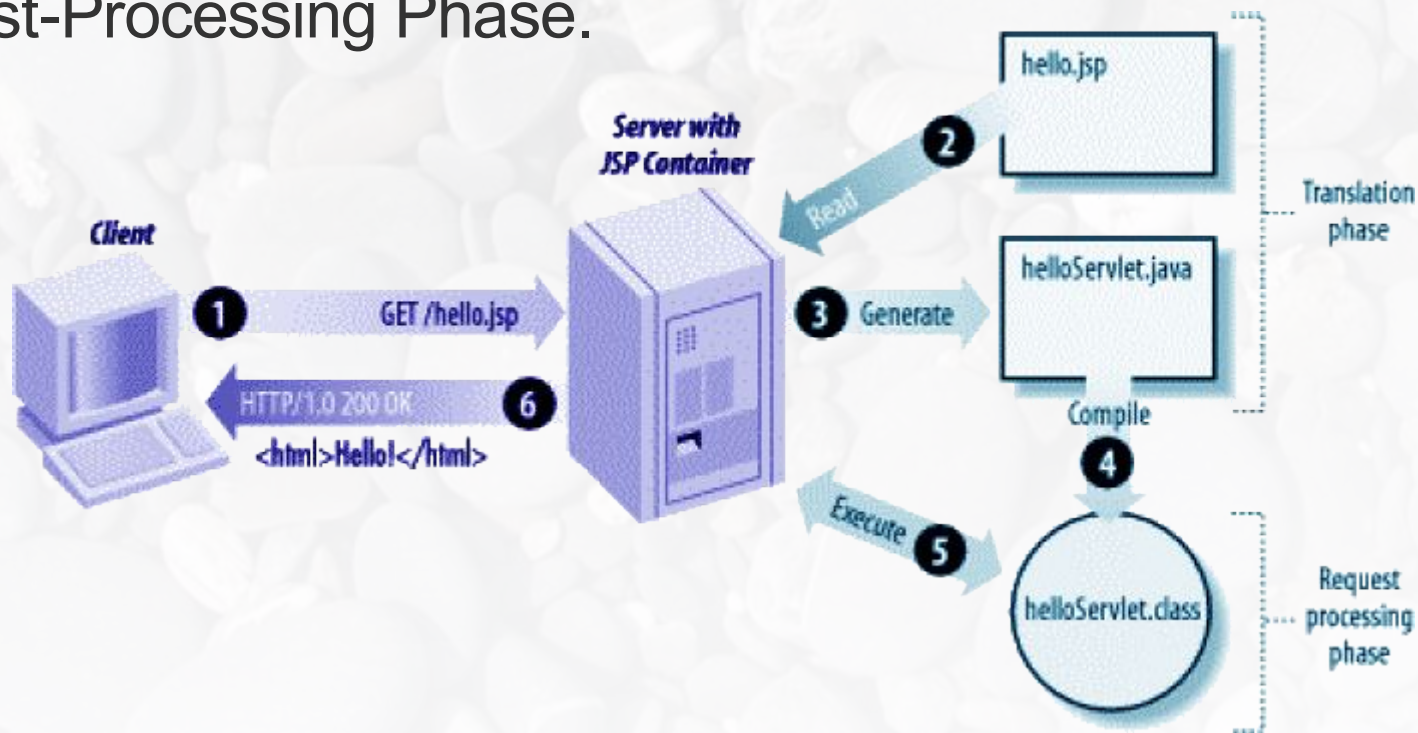 st-Processing Phase.
hello.jsp
Server with
JSP Container
2
Read
Translation
phase
Client
helloServlet.java
1
GET /hello.jsp
3
Generate
HTTP/1.0 200 OK
6
<html>Hello!</html>
Compile
4
Execute
5
helloServlet.class
Request
processing
phase